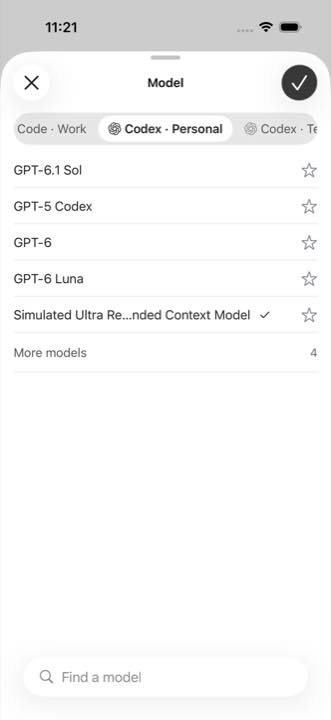 11:21
Model
Code · Work
Codex · Personal
Codex · Te
GPT-6.1 Sol
GPT-5 Codex
GPT-6
GPT-6 Luna
Simulated Ultra Re...nded Context Model
More models
4
Find a model